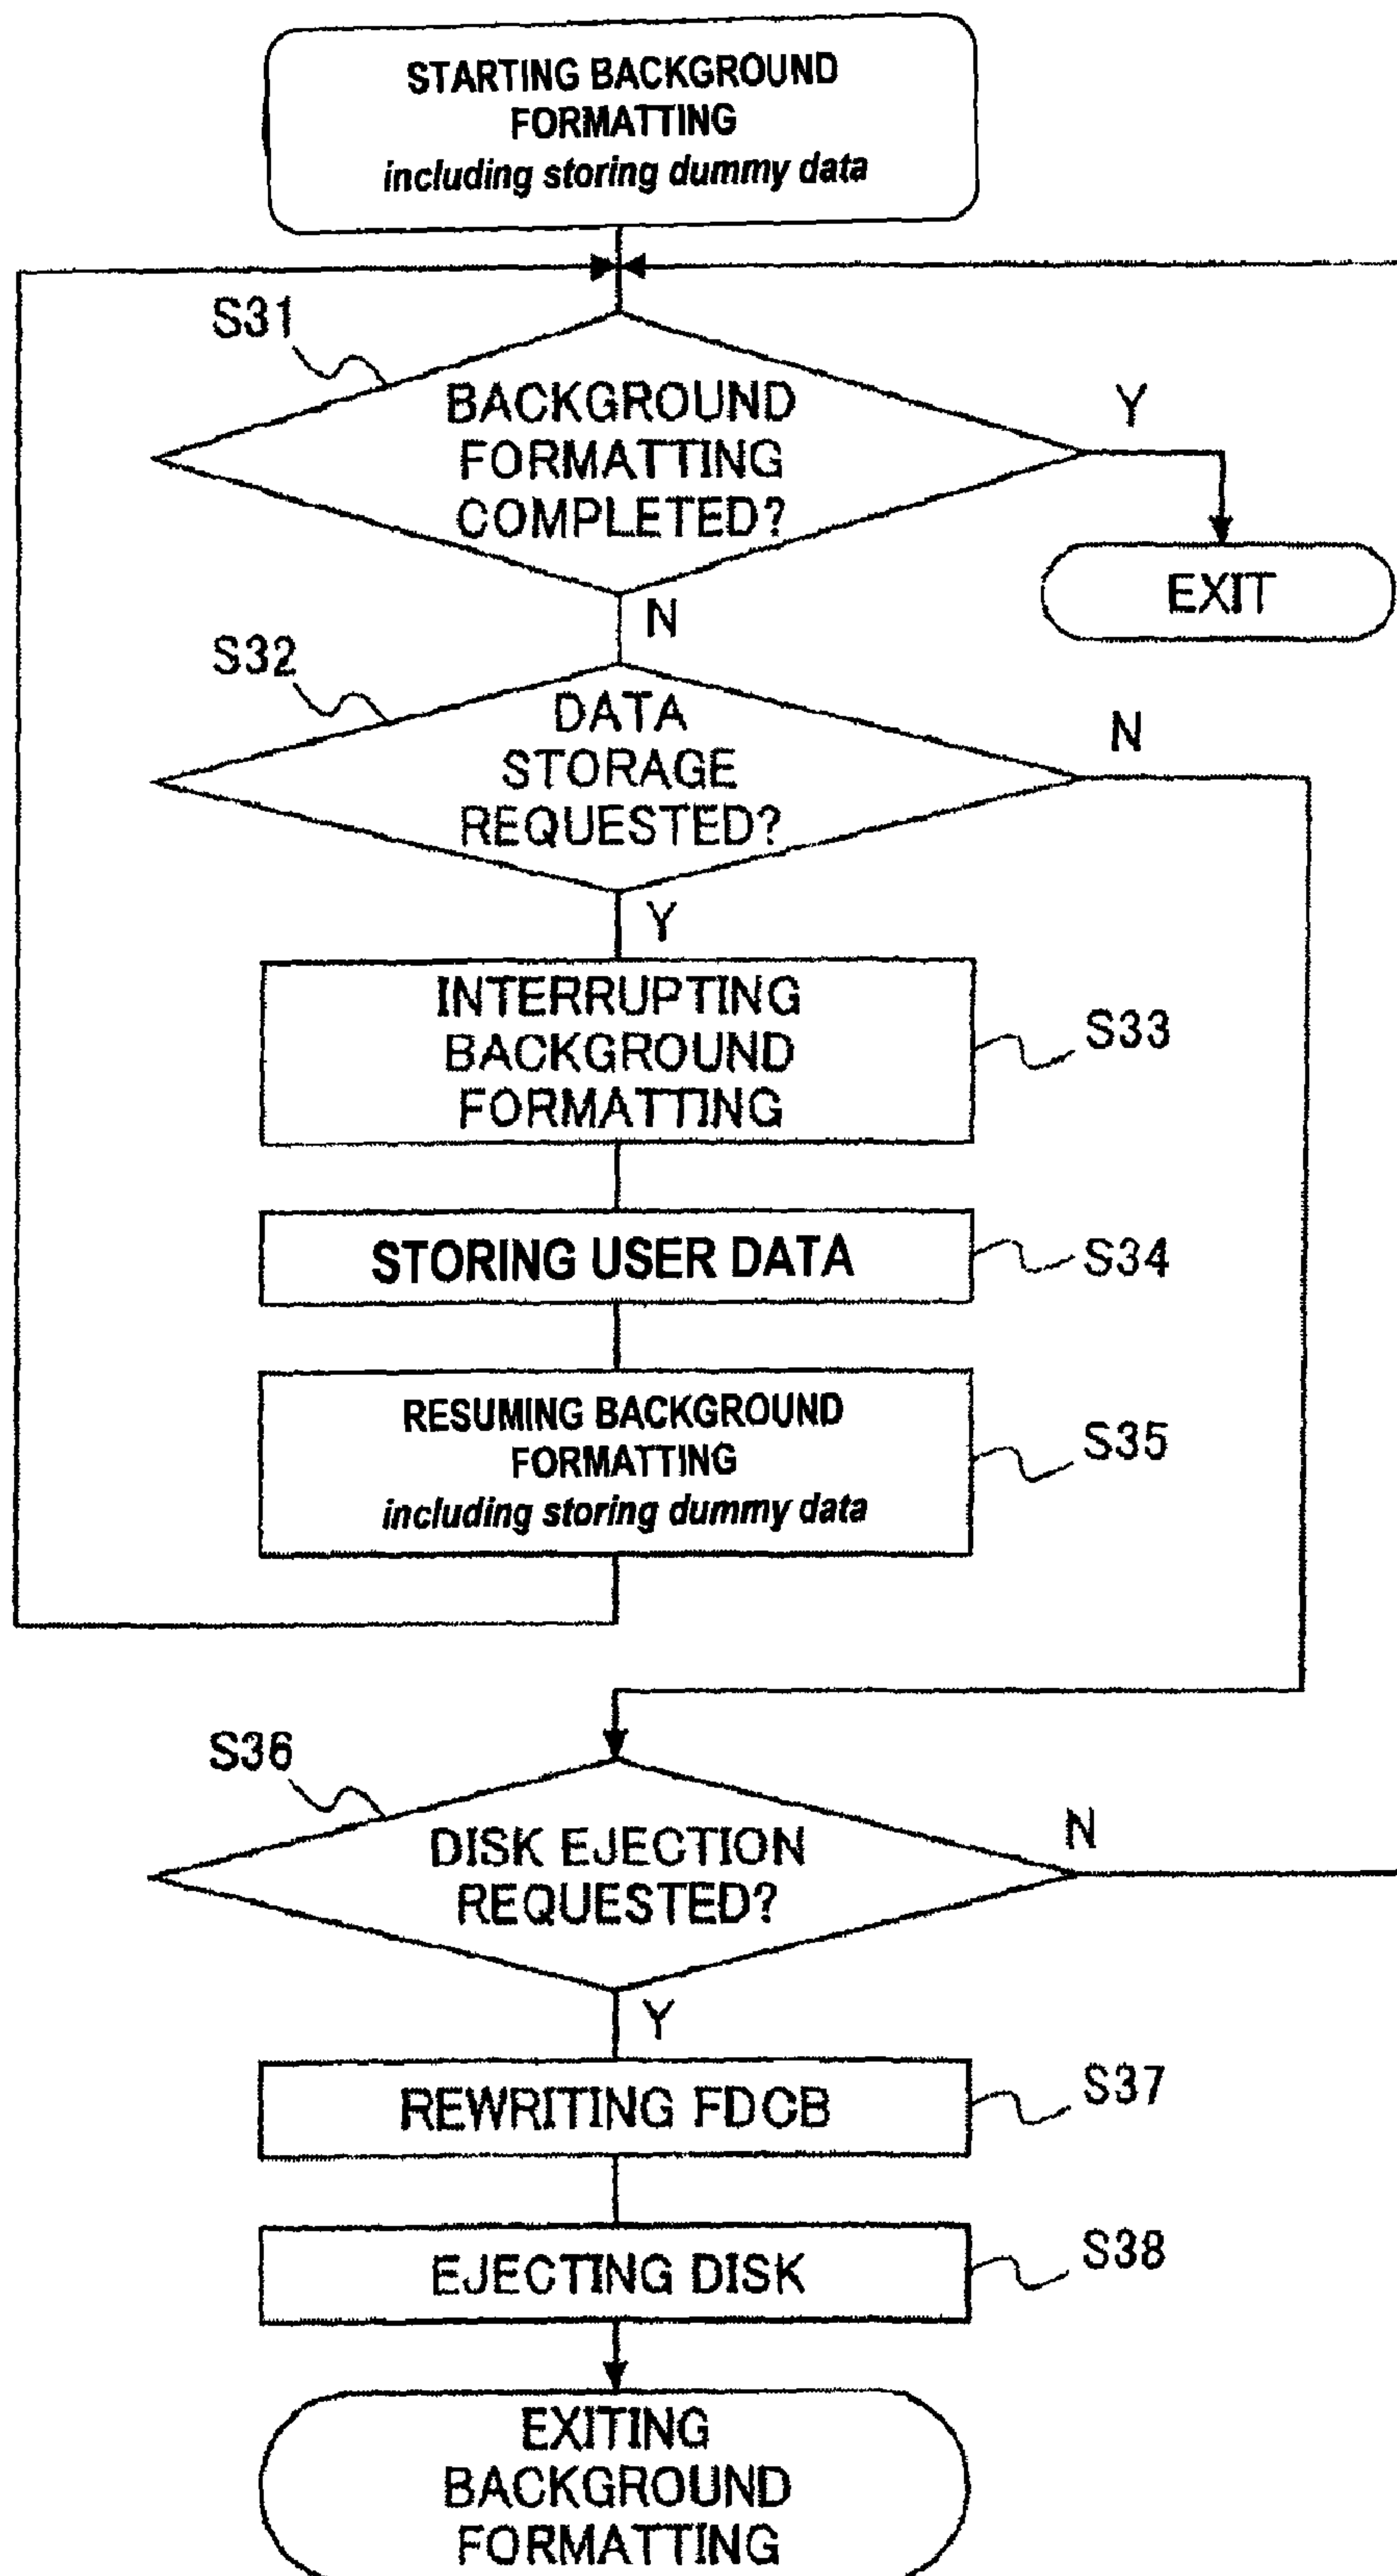 STARTING BACKGROUND
FORMATTING
including storing dummy data
S31
BACKGROUND
FORMATTING
COMPLETED?
Y
EXIT
N
S32
DATA
STORAGE
REQUESTED?
N
Y
INTERRUPTING
BACKGROUND
FORMATTING
S33
STORING USER DATA
S34
RESUMING BACKGROUND
FORMATTING
including storing dummy data
S35
S36
DISK EJECTION
REQUESTED?
N
Y
REWRITING FDCB
S37
EJECTING DISK
S38
EXITING
BACKGROUND
FORMATTING